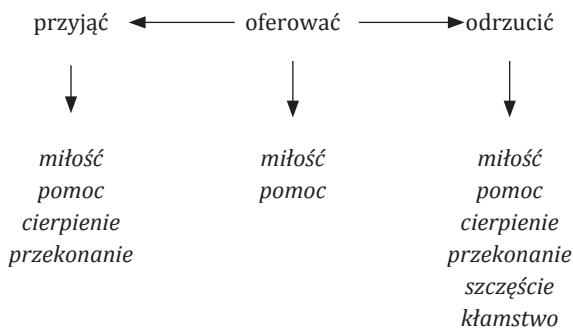 przyjąć oferować odrzucić
miłość miłość miłość
pomoc pomoc pomoc
cierpienie cierpienie
przekonanie przekonanie
szczęście
kłamstwo